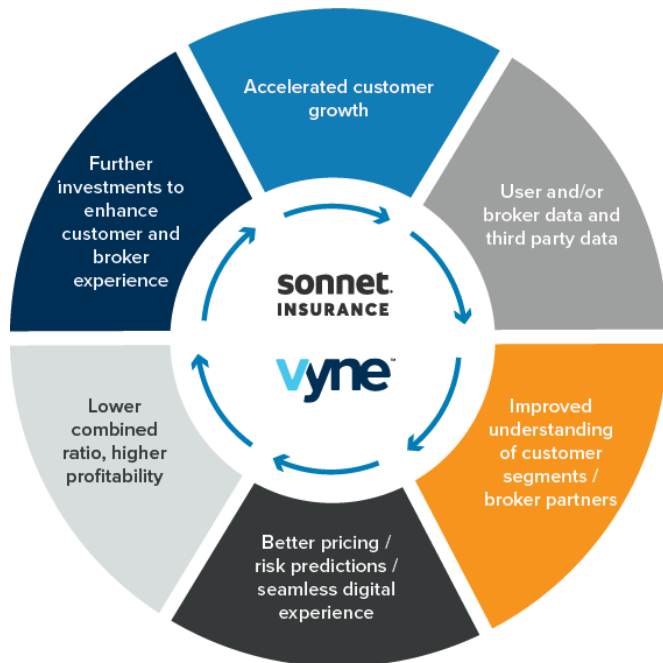 Accelerated customer
growth
User and/or
broker data and
third party data
Improved
understanding
of customer
segments /
broker partners
Better pricing /
risk predictions /
seamless digital
experience
Lower
combined
ratio, higher
profitability
Further
investments to
enhance
customer and
broker
experience
sonnet.
INSURANCE
vyne™